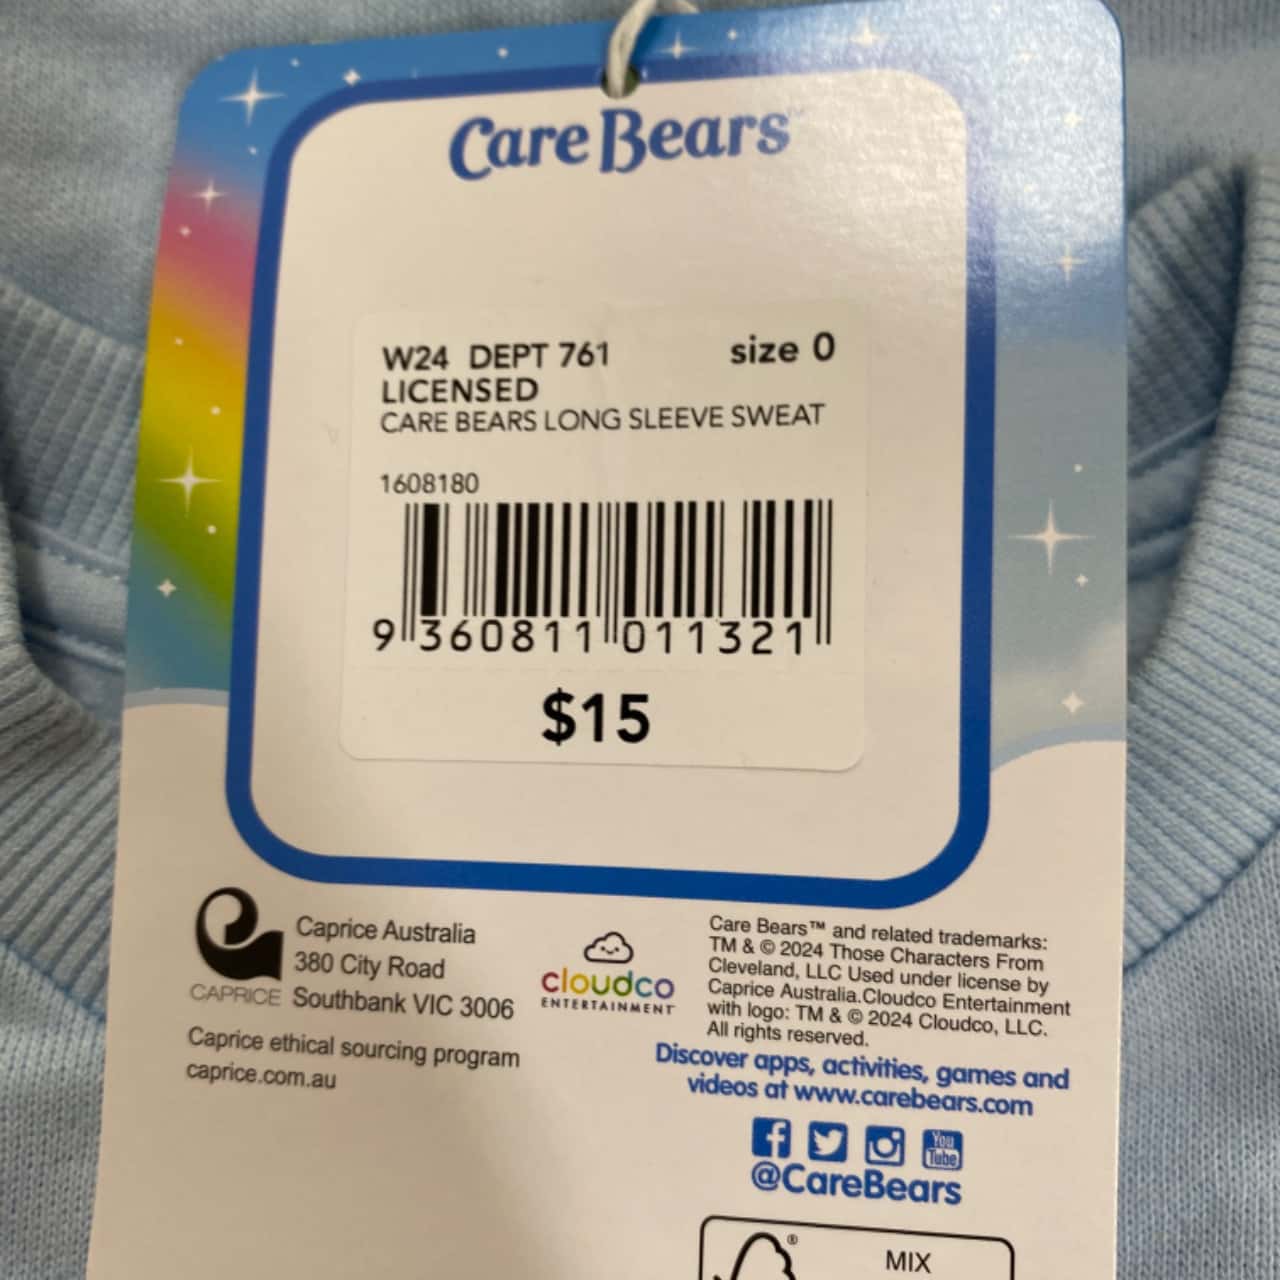 Care Bears™
W24 DEPT 761 size 0
LICENSED
CARE BEARS LONG SLEEVE SWEAT
1608180
9 360811 011321
$15
Caprice Australia
380 City Road
Southbank VIC 3006
CAPRICE
Caprice ethical sourcing program
caprice.com.au
cloudco
ENTERTAINMENT
Care Bears™ and related trademarks:
TM & © 2024 Those Characters From
Cleveland, LLC Used under license by
Caprice Australia.Cloudco Entertainment
with logo: TM & © 2024 Cloudco, LLC.
All rights reserved.
Discover apps, activities, games and
videos at www.carebears.com
You
Tube
@CareBears
®
MIX